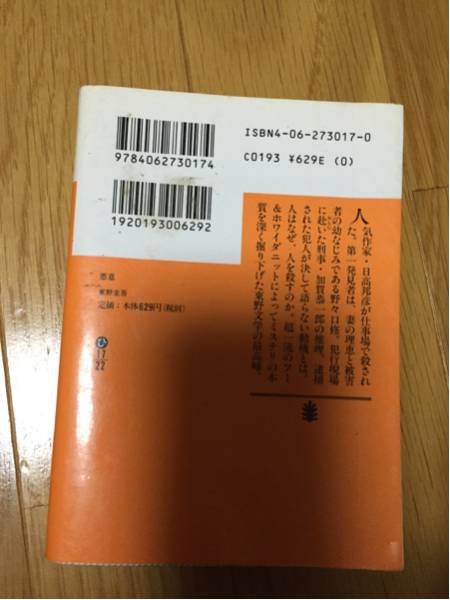 ISBN4-06-273017-0
C0193 ¥629E (0)
9784062730174
1920193006292
悪意
東野圭吾
定価：本体629円(税別)
ひ
17
22
人気作家・日高邦彦が仕事場で殺され
た。第一発見者は、妻の理恵と被害
者の幼なじみである野々口修。犯行現場
に赴いた刑事・加賀恭一郎の推理、逮捕
された犯人が決して語らない動機とは。
人はなぜ、人を殺すのか。超一流のフー
&ホワイダニットによってミステリの本
質を深く掘り下げた東野文学の最高峰。